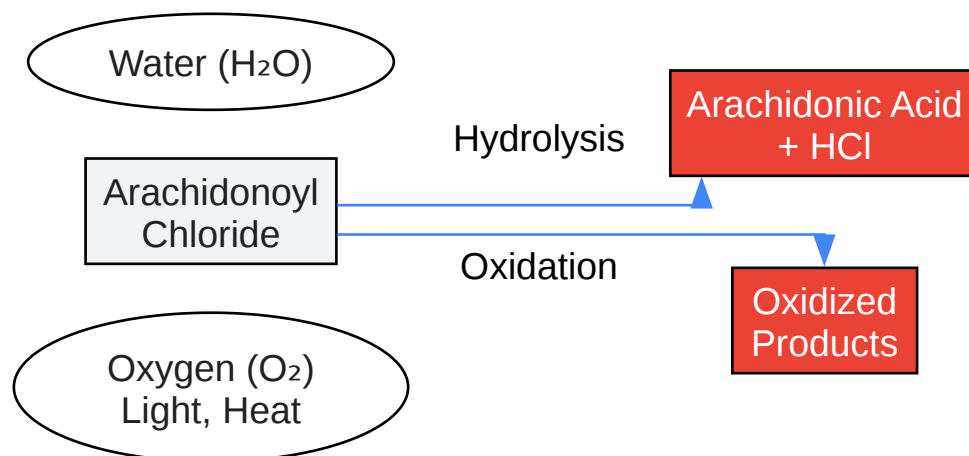 Water (H₂O)
Arachidonoyl
Chloride
Hydrolysis
Arachidonic Acid
+ HCl
Oxidation
Oxidized
Products
Oxygen (O₂)
Light, Heat